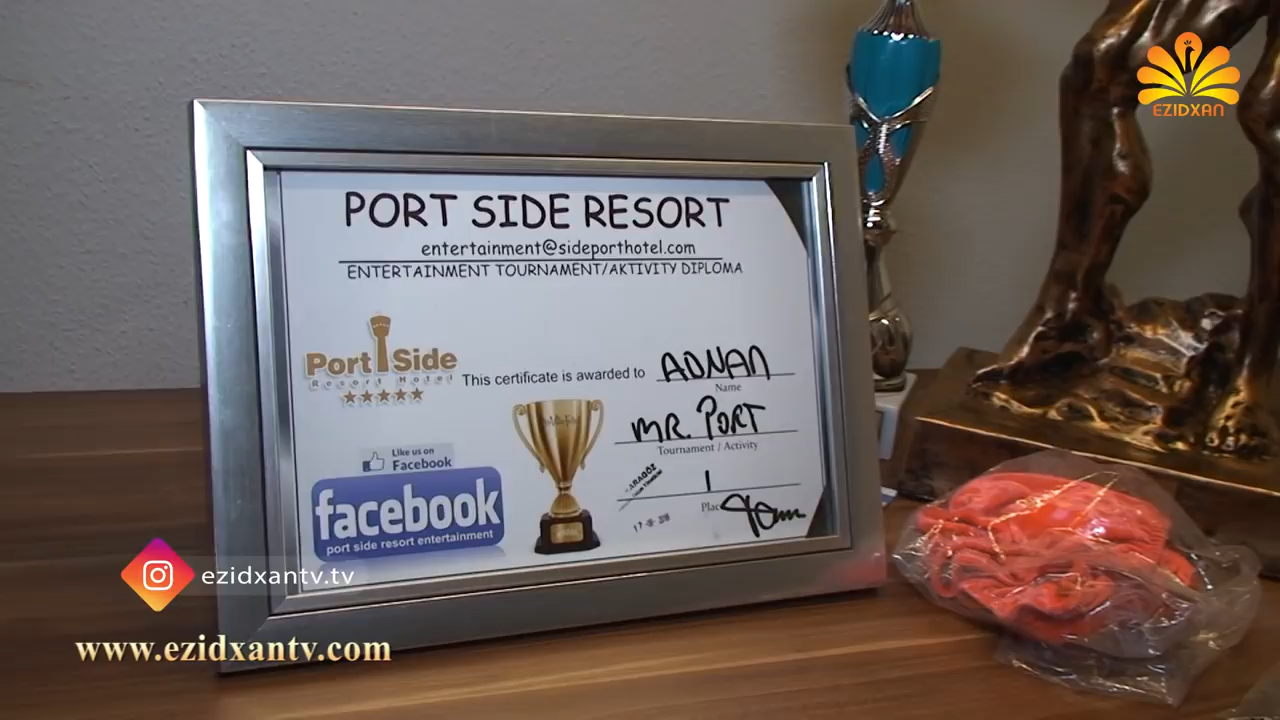 EZIDXAN
PORT SIDE RESORT
entertainment@sideporthotel.com
ENTERTAINMENT TOURNAMENT/AKTIVITY DIPLOMA
Port Side
Resort Hotel
This certificate is awarded to ADNAN
Name
MR. PORT
Tournament / Activity
1
Like us on
Facebook
facebook
port side resort entertainment
ezidxantv.tv
www.ezidxantv.com